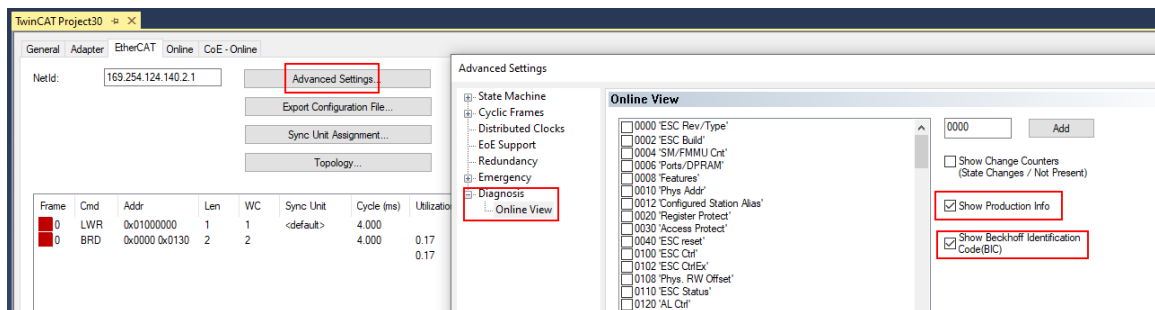 TwinCAT Project30
General Adapter EtherCAT Online CoE - Online
NetId: 169.254.124.140.2.1
Advanced Settings...
Export Configuration File...
Sync Unit Assignment...
Topology...
Frame Cmd Addr Len WC Sync Unit Cycle (ms) Utilizatio
0 LWR 0x01000000 1 1 <default> 4.000
0 BRD 0x0000 0x0130 2 2 4.000 0.17
0.17
Advanced Settings
State Machine
Cyclic Frames
Distributed Clocks
EoE Support
Redundancy
Emergency
Diagnosis
Online View
Online View
0000 'ESC Rev/Type'
0002 'ESC Build'
0004 'SM/FMMU Cnt'
0006 'Ports/DPRAM'
0008 'Features'
0010 'Phys Addr'
0012 'Configured Station Alias'
0020 'Register Protect'
0030 'Access Protect'
0040 'ESC reset'
0100 'ESC Ctrl'
0102 'ESC CtrlEx'
0108 'Phys. RW Offset'
0110 'ESC Status'
0120 'AL Ctrl'
0000
Add
Show Change Counters
(State Changes / Not Present)
Show Production Info
Show Beckhoff Identification
Code(BIC)